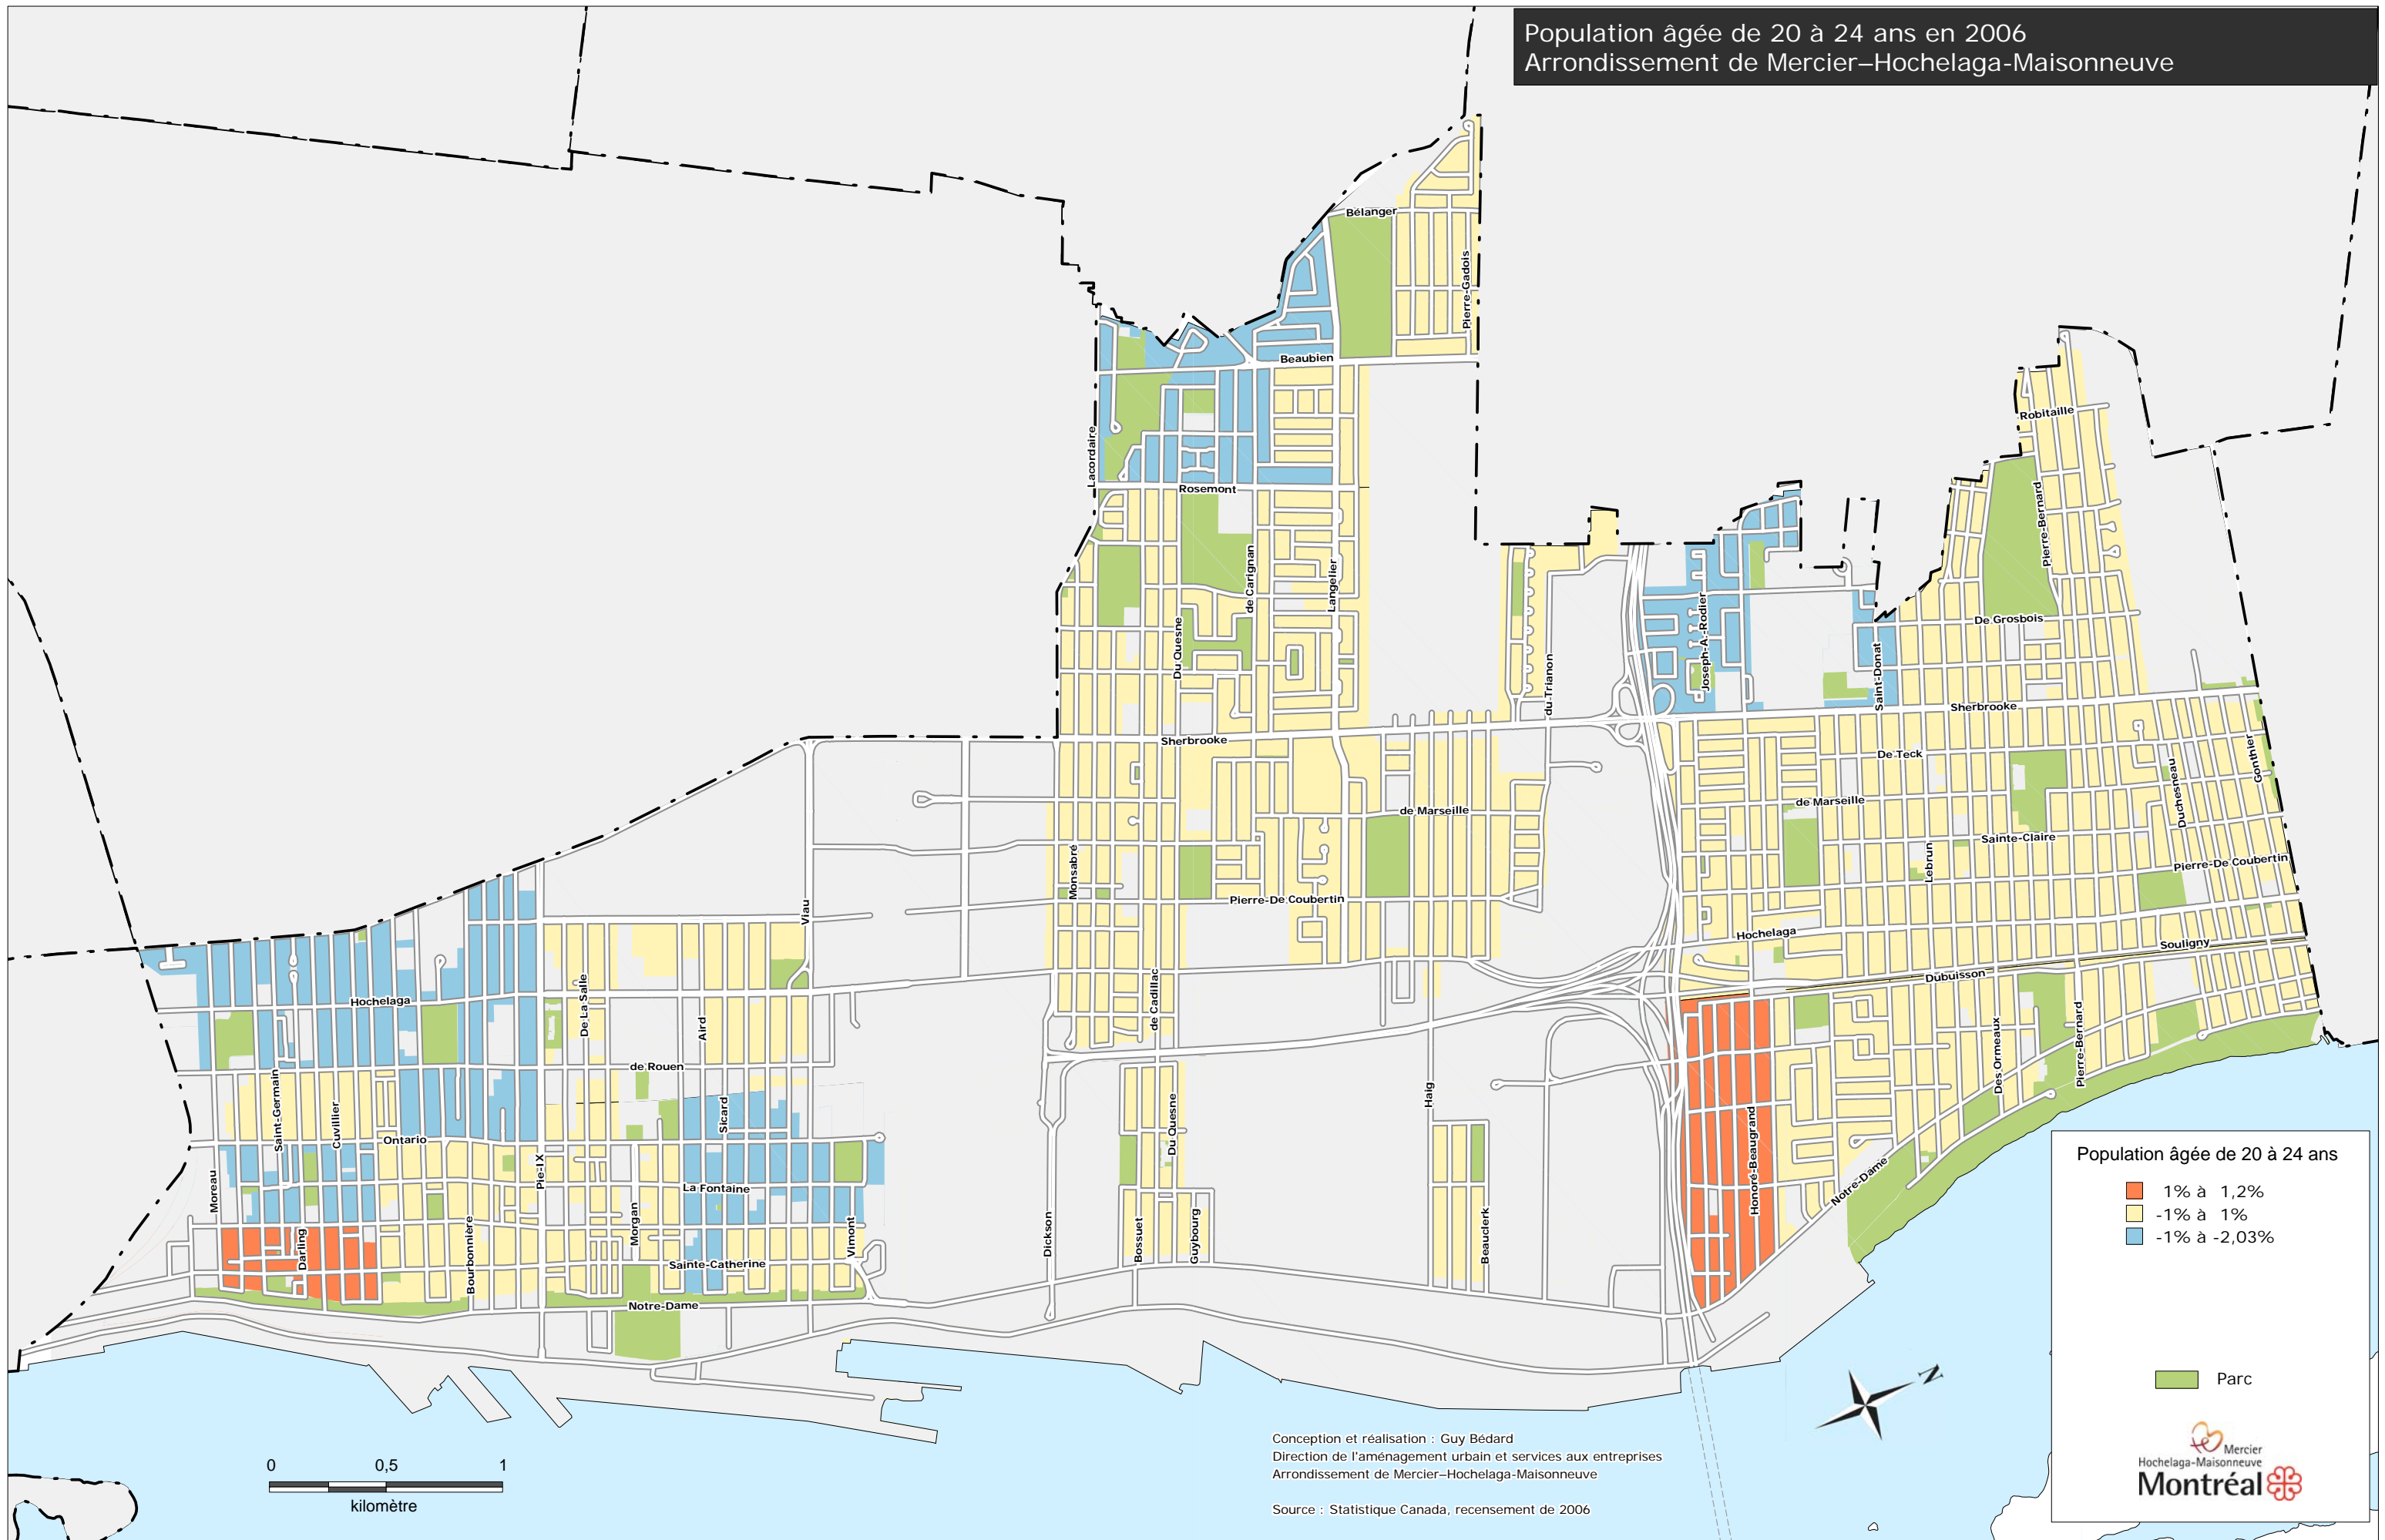 Population âgée de 20 à 24 ans en 2006
Arrondissement de Mercier–Hochelaga-Maisonneuve
Bélanger
Pierre-Gadois
Beaubien
Lacordaire
Rosemont
de Carignan
Langelier
Du Quesne
du Trianon
Joseph-A.-Rodier
Saint-Donat
Robitaille
Pierre-Bernard
De Grosbois
Sherbrooke
Sherbrooke
De Teck
Gonthier
Duchesneau
de Marseille
de Marseille
Sainte-Claire
Monsabré
Lebrun
Pierre-De Coubertin
Pierre-De Coubertin
Viau
Hochelaga
Souligny
Dubuisson
Hochelaga
De La Salle
Aird
de Cadillac
Des Ormeaux
Pierre-Bernard
de Rouen
Haig
Saint-Germain
Cuvillier
Sicard
Du Quesne
Ontario
Honoré-Beaugrand
Moreau
Pie-IX
La Fontaine
Notre-Dame
Morgan
Darling
Bourbonnière
Vimont
Dickson
Bossuet
Guybourg
Beauclerk
Sainte-Catherine
Notre-Dame
Population âgée de 20 à 24 ans
1% à 1,2%
-1% à 1%
-1% à -2,03%
Parc
N
Mercier
Hochelaga-Maisonneuve
Montréal
0 0,5 1
kilomètre
Conception et réalisation : Guy Bédard
Direction de l'aménagement urbain et services aux entreprises
Arrondissement de Mercier–Hochelaga-Maisonneuve
Source : Statistique Canada, recensement de 2006